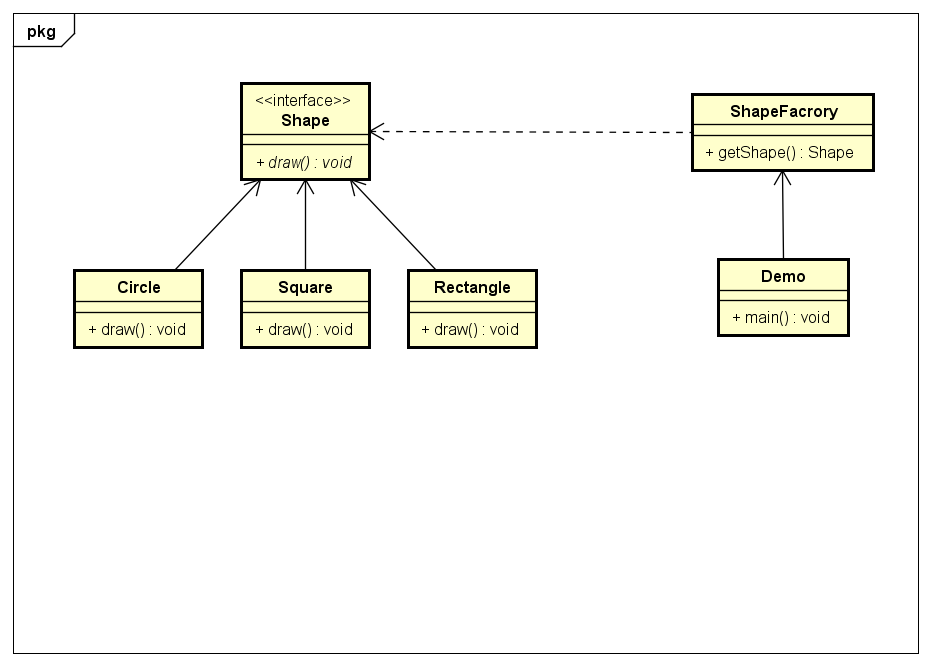 pkg
<<interface>>
Shape
+ draw() : void
ShapeFacrory
+ getShape() : Shape
Circle
+ draw() : void
Square
+ draw() : void
Rectangle
+ draw() : void
Demo
+ main() : void